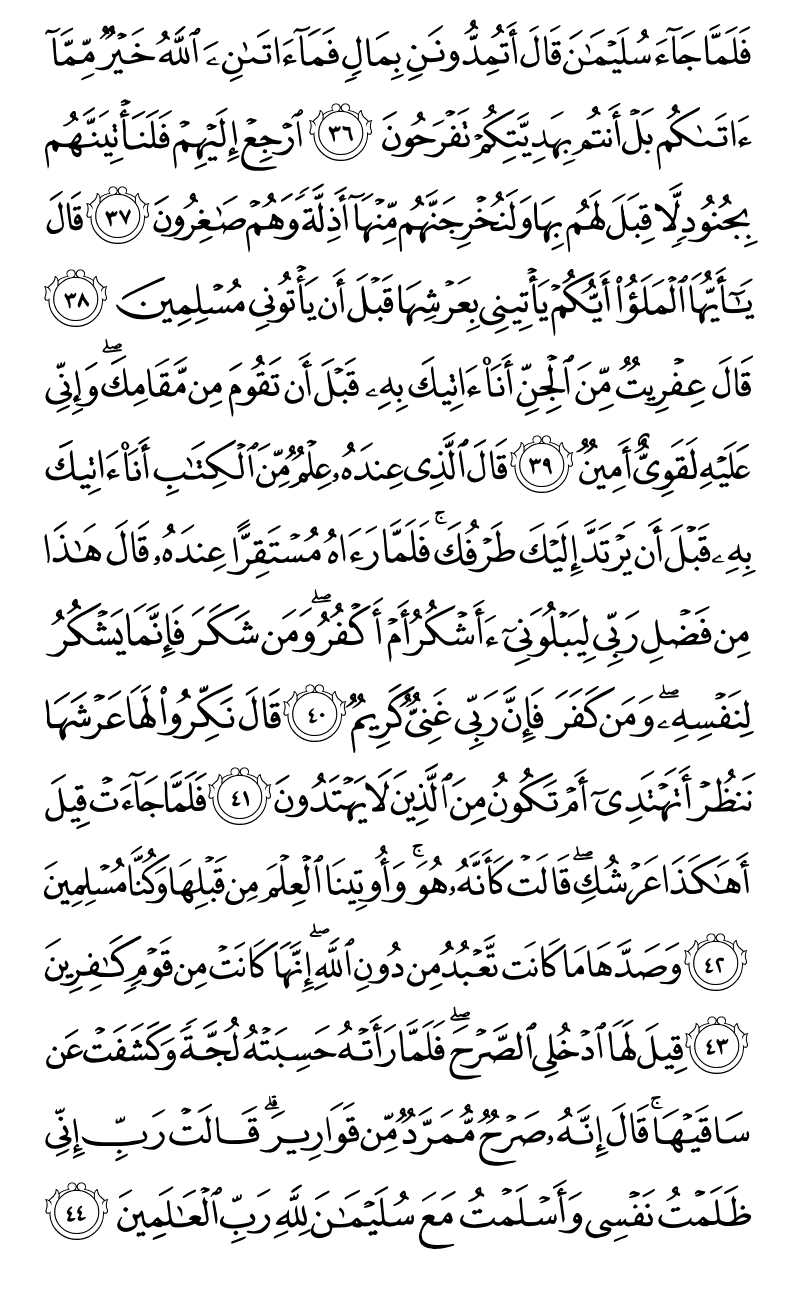 فَلَمَّا جَآءَ سُلَيْمَٰنَ قَالَ أَتُمِدُّونَنِ بِمَالٍ فَمَآ ءَاتَىٰنِۦَ ٱللَّهُ خَيْرٌ مِّمَّآ
ءَاتَىٰكُم بَلْ أَنتُم بِهَدِيَّتِكُمْ تَفْرَحُونَ ٣٦ ٱرْجِعْ إِلَيْهِمْ فَلَنَأْتِيَنَّهُم
بِجُنُودٍ لَّا قِبَلَ لَهُم بِهَا وَلَنُخْرِجَنَّهُم مِّنْهَآ أَذِلَّةً وَهُمْ صَٰغِرُونَ ٣٧ قَالَ
يَٰٓأَيُّهَا ٱلْمَلَؤُا۟ أَيُّكُمْ يَأْتِينِى بِعَرْشِهَا قَبْلَ أَن يَأْتُونِى مُسْلِمِينَ ٣٨
قَالَ عِفْرِيتٌ مِّنَ ٱلْجِنِّ أَنَا۠ ءَاتِيكَ بِهِۦ قَبْلَ أَن تَقُومَ مِن مَّقَامِكَ ۖ وَإِنِّى
عَلَيْهِ لَقَوِىٌّ أَمِينٌ ٣٩ قَالَ ٱلَّذِى عِندَهُۥ عِلْمٌ مِّنَ ٱلْكِتَٰبِ أَنَا۠ ءَاتِيكَ
بِهِۦ قَبْلَ أَن يَرْتَدَّ إِلَيْكَ طَرْفُكَ ۚ فَلَمَّا رَءَاهُ مُسْتَقِرًّا عِندَهُۥ قَالَ هَٰذَا
مِن فَضْلِ رَبِّى لِيَبْلُوَنِىٓ ءَأَشْكُرُ أَمْ أَكْفُرُ ۖ وَمَن شَكَرَ فَإِنَّمَا يَشْكُرُ
لِنَفْسِهِۦ ۖ وَمَن كَفَرَ فَإِنَّ رَبِّى غَنِىٌّ كَرِيمٌ ٤٠ قَالَ نَكِّرُوا۟ لَهَا عَرْشَهَا
نَنظُرْ أَتَهْتَدِىٓ أَمْ تَكُونُ مِنَ ٱلَّذِينَ لَا يَهْتَدُونَ ٤١ فَلَمَّا جَآءَتْ قِيلَ
أَهَٰكَذَا عَرْشُكِ ۖ قَالَتْ كَأَنَّهُۥ هُوَ ۚ وَأُوتِينَا ٱلْعِلْمَ مِن قَبْلِهَا وَكُنَّا مُسْلِمِينَ
٤٢ وَصَدَّهَا مَا كَانَت تَّعْبُدُ مِن دُونِ ٱللَّهِ ۖ إِنَّهَا كَانَتْ مِن قَوْمٍ كَٰفِرِينَ
٤٣ قِيلَ لَهَا ٱدْخُلِى ٱلصَّرْحَ ۖ فَلَمَّا رَأَتْهُ حَسِبَتْهُ لُجَّةً وَكَشَفَتْ عَن
سَاقَيْهَا ۚ قَالَ إِنَّهُۥ صَرْحٌ مُّمَرَّدٌ مِّن قَوَارِيرَ ۗ قَالَتْ رَبِّ إِنِّى
ظَلَمْتُ نَفْسِى وَأَسْلَمْتُ مَعَ سُلَيْمَٰنَ لِلَّهِ رَبِّ ٱلْعَٰلَمِينَ ٤٤